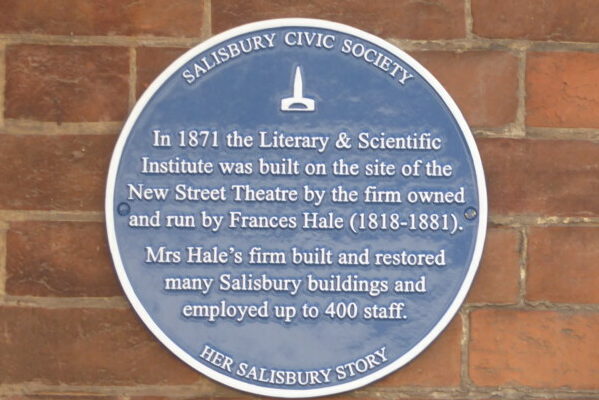 SALISBURY CIVIC SOCIETY
In 1871 the Literary & Scientific
Institute was built on the site of the
New Street Theatre by the firm owned
and run by Frances Hale (1818-1881).
Mrs Hale's firm built and restored
many Salisbury buildings and
employed up to 400 staff.
HER SALISBURY STORY